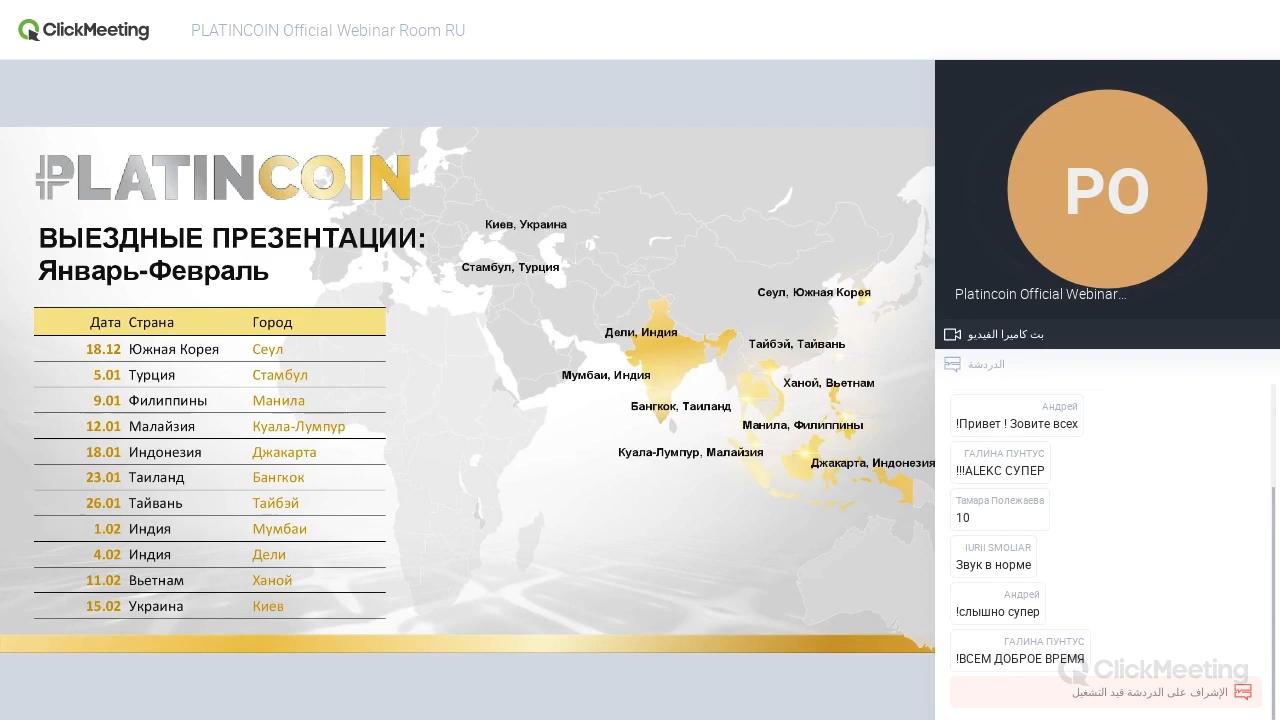 ClickMeeting
PLATINCOIN Official Webinar Room RU
PLATINCOIN
ВЫЕЗДНЫЕ ПРЕЗЕНТАЦИИ:
Январь-Февраль
Дата Страна Город
18.12 Южная Корея Сеул
5.01 Турция Стамбул
9.01 Филиппины Манила
12.01 Малайзия Куала-Лумпур
18.01 Индонезия Джакарта
23.01 Таиланд Бангкок
26.01 Тайвань Тайбэй
1.02 Индия Мумбаи
4.02 Индия Дели
11.02 Вьетнам Ханой
15.02 Украина Киев
Киев, Украина
Стамбул, Турция
Сеул, Южная Корея
Дели, Индия
Тайбэй, Тайвань
Мумбаи, Индия
Ханой, Вьетнам
Бангкок, Таиланд
Манила, Филиппины
Куала-Лумпур, Малайзия
Джакарта, Индонезия
PO
Platincoin Official Webinar...
بث كاميرا الفيديو
الدردشة
Андрей
!Привет ! Зовите всех
ГАЛИНА ПУНТУС
!!!ALEKC СУПЕР
Тамара Полежаева
10
IURII SMOLIAR
Звук в норме
Андрей
!слышно супер
ГАЛИНА ПУНТУС
!ВСЕМ ДОБРОЕ ВРЕМЯ
ClickMeeting
الإشراف على الدردشة قيد التشغيل